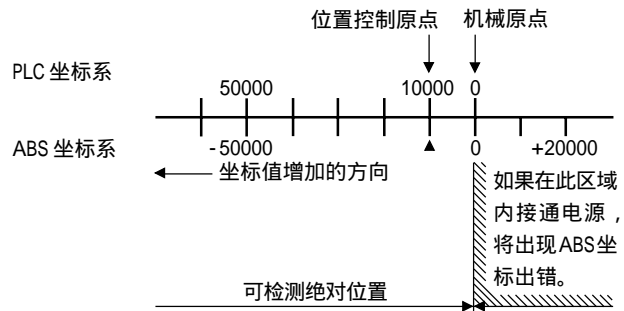 位置控制原点 机械原点
PLC 坐标系
50000 10000 0
ABS 坐标系
-50000 0 +20000
坐标值增加的方向
如果在此区域
内接通电源，
将出现ABS坐
标出错。
可检测绝对位置